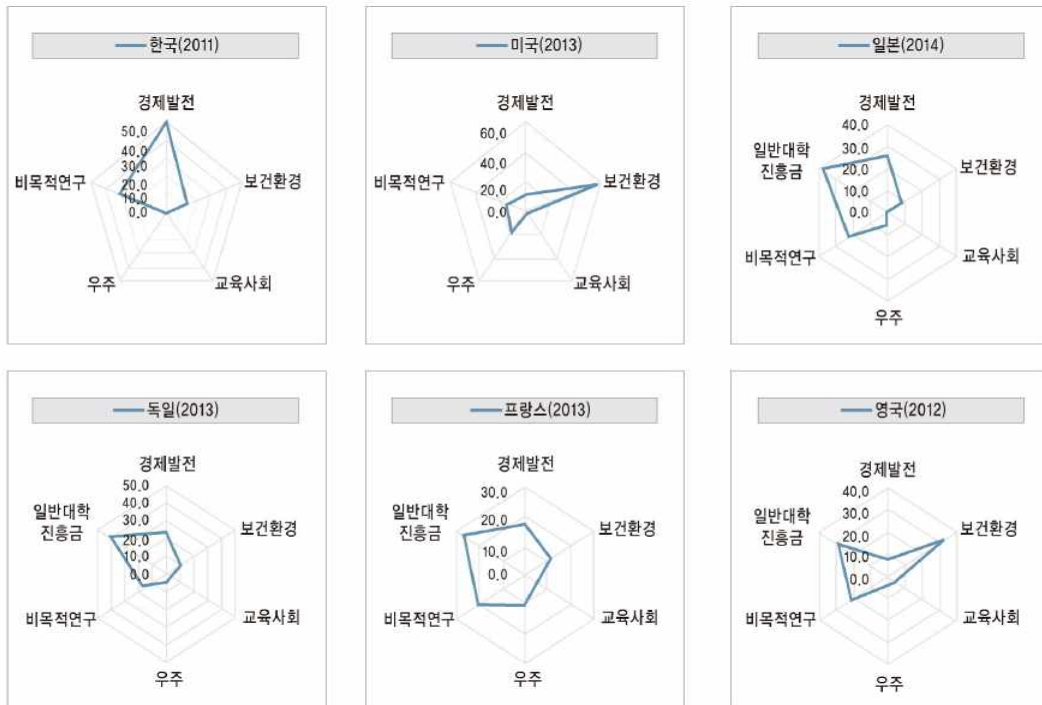 한국(2011)
경제발전
50.0
40.0
30.0
20.0
10.0
0.0
보건환경
교육사회
우주
비목적연구
미국(2013)
경제발전
60.0
40.0
20.0
0.0
보건환경
교육사회
우주
비목적연구
일본(2014)
경제발전
40.0
30.0
20.0
10.0
0.0
보건환경
교육사회
우주
비목적연구
일반대학
진흥금
독일(2013)
경제발전
50.0
40.0
30.0
20.0
10.0
0.0
보건환경
교육사회
우주
비목적연구
일반대학
진흥금
프랑스(2013)
경제발전
30.0
20.0
10.0
0.0
보건환경
교육사회
우주
비목적연구
일반대학
진흥금
영국(2012)
경제발전
40.0
30.0
20.0
10.0
0.0
보건환경
교육사회
우주
비목적연구
일반대학
진흥금